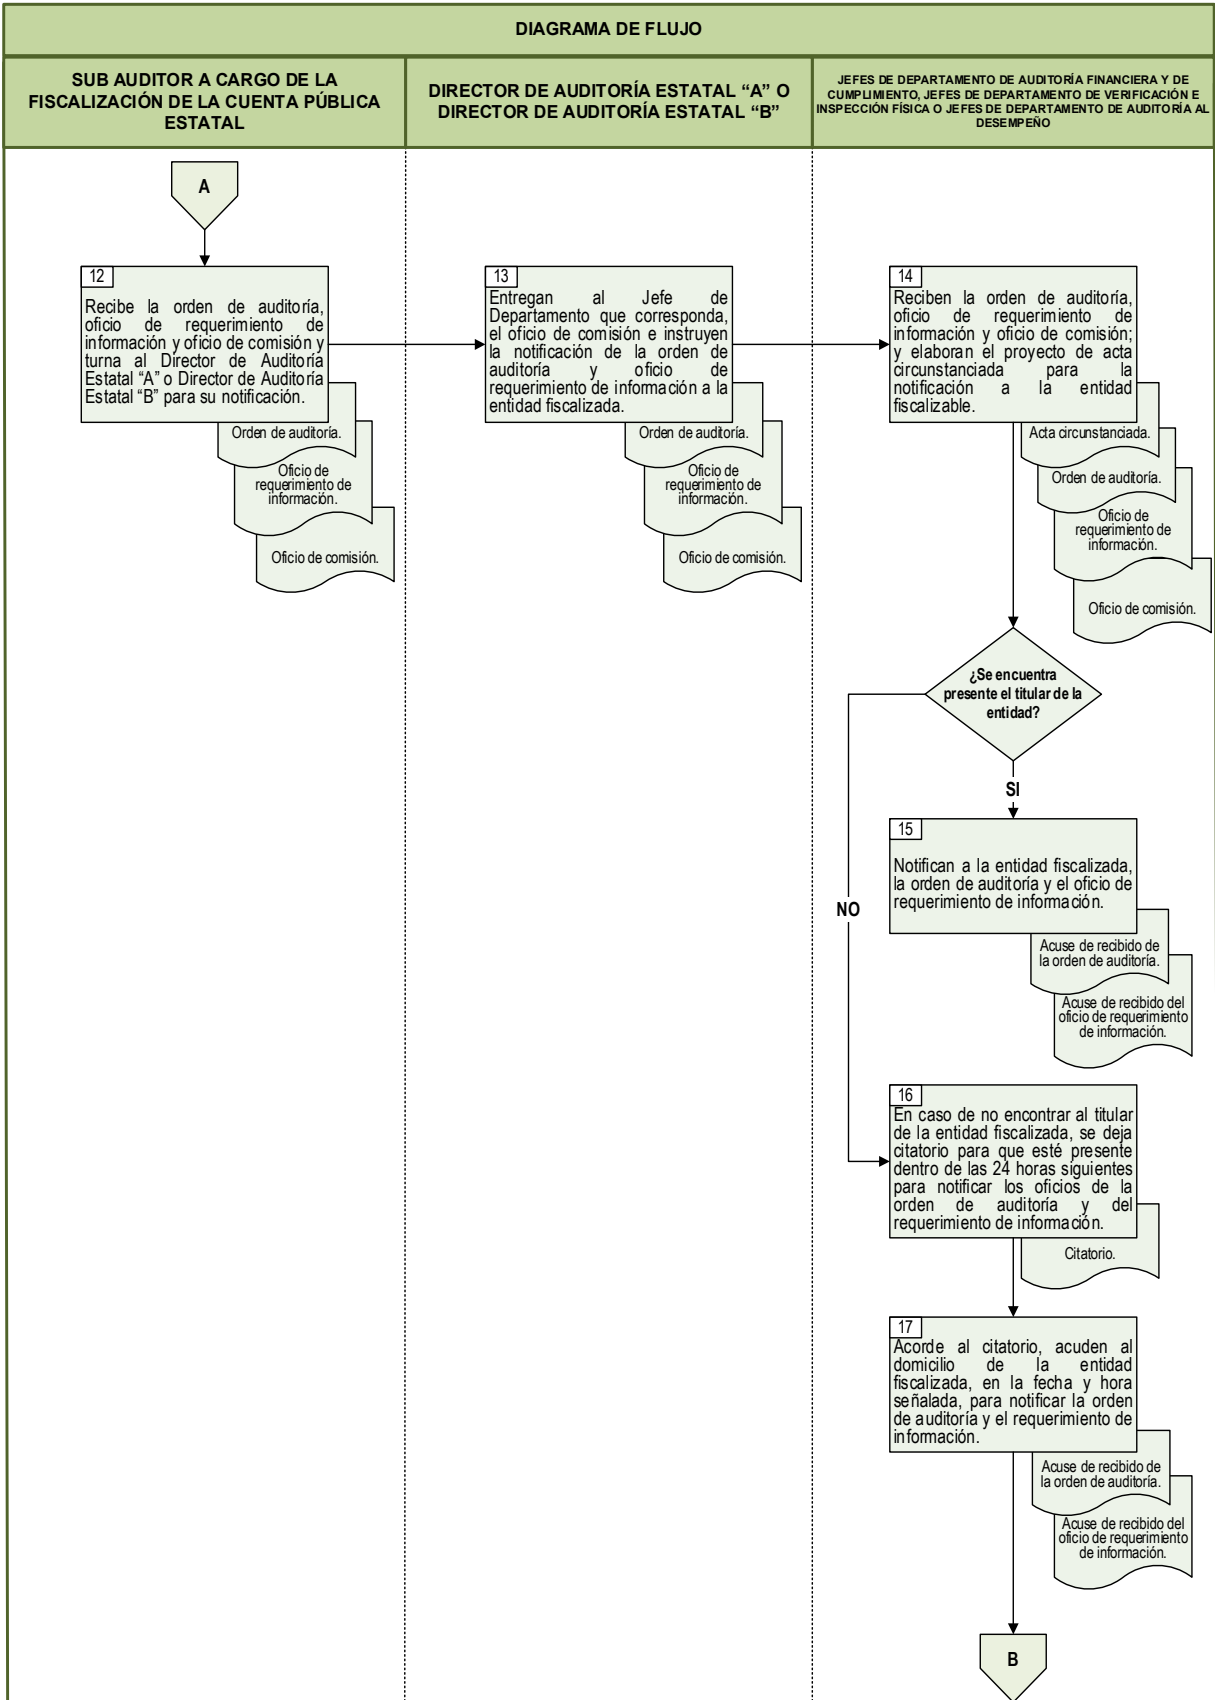 DIAGRAMA DE FLUJO
SUB AUDITOR A CARGO DE LA
FISCALIZACIÓN DE LA CUENTA PÚBLICA
ESTATAL
DIRECTOR DE AUDITORÍA ESTATAL “A” O
DIRECTOR DE AUDITORÍA ESTATAL “B”
JEFES DE DEPARTAMENTO DE AUDITORÍA FINANCIERA Y DE
CUMPLIMIENTO, JEFES DE DEPARTAMENTO DE VERIFICACIÓN E
INSPECCIÓN FÍSICA O JEFES DE DEPARTAMENTO DE AUDITORÍA AL
DESEMPEÑO
A
12
Recibe la orden de auditoría,
oficio de requerimiento de
información y oficio de comisión y
turna al Director de Auditoría
Estatal “A” o Director de Auditoría
Estatal “B” para su notificación.
Orden de auditoría.
Oficio de
requerimiento de
información.
Oficio de comisión.
13
Entregan al Jefe de
Departamento que corresponda,
el oficio de comisión e instruyen
la notificación de la orden de
auditoría y oficio de
requerimiento de información a la
entidad fiscalizada.
Orden de auditoría.
Oficio de
requerimiento de
información.
Oficio de comisión.
14
Reciben la orden de auditoría,
oficio de requerimiento de
información y oficio de comisión;
y elaboran el proyecto de acta
circunstanciada para la
notificación a la entidad
fiscalizable.
Acta circunstanciada.
Orden de auditoría.
Oficio de
requerimiento de
información.
Oficio de comisión.
¿Se encuentra
presente el titular de la
entidad?
SI
NO
15
Notifican a la entidad fiscalizada,
la orden de auditoría y el oficio de
requerimiento de información.
Acuse de recibido de
la orden de auditoría.
Acuse de recibido del
oficio de requerimiento
de información.
16
En caso de no encontrar al titular
de la entidad fiscalizada, se deja
citatorio para que esté presente
dentro de las 24 horas siguientes
para notificar los oficios de la
orden de auditoría y del
requerimiento de información.
Citatorio.
17
Acorde al citatorio, acuden al
domicilio de la entidad
fiscalizada, en la fecha y hora
señalada, para notificar la orden
de auditoría y el requerimiento de
información.
Acuse de recibido de
la orden de auditoría.
Acuse de recibido del
oficio de requerimiento
de información.
B